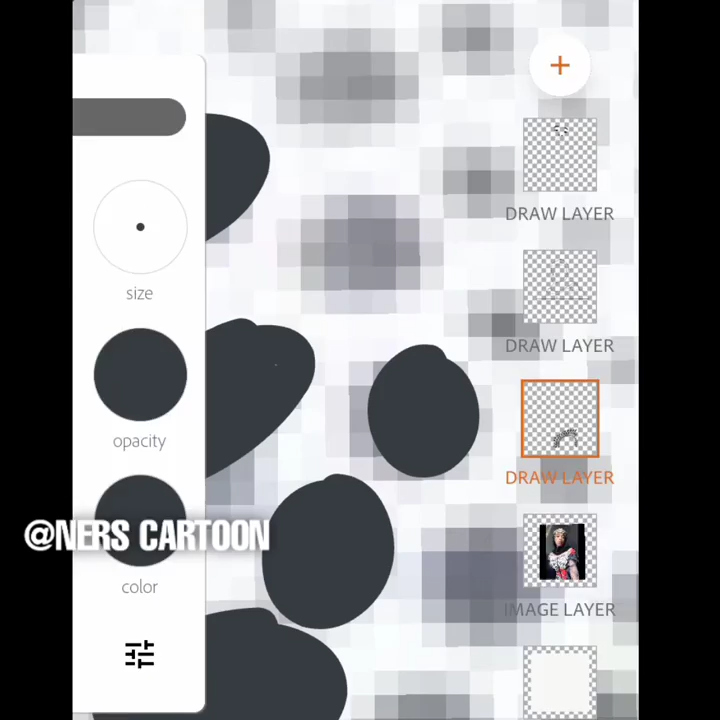 DRAW LAYER
size
DRAW LAYER
opacity
DRAW LAYER
@NERS CARTOON
color
IMAGE LAYER